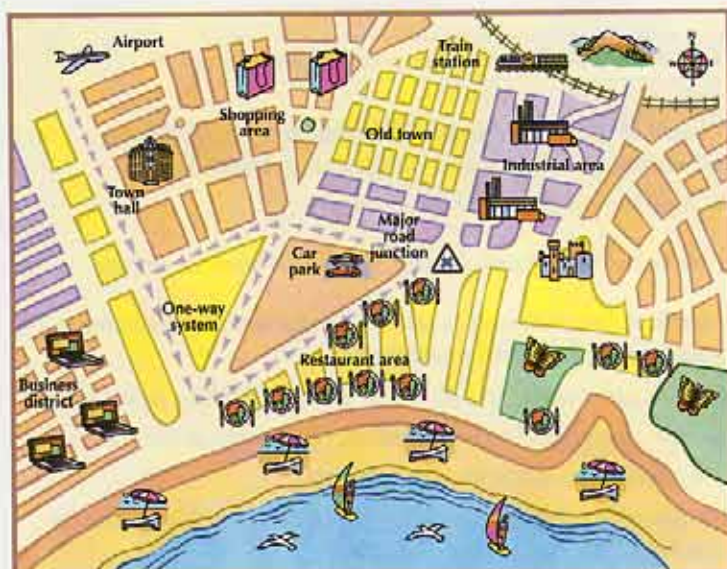 Airport
Train
station
N
W
E
S
Shopping
area
Old town
Industrial area
Town
hall
Major
road
junction
Car
park
One-way
system
Restaurant area
Business
district